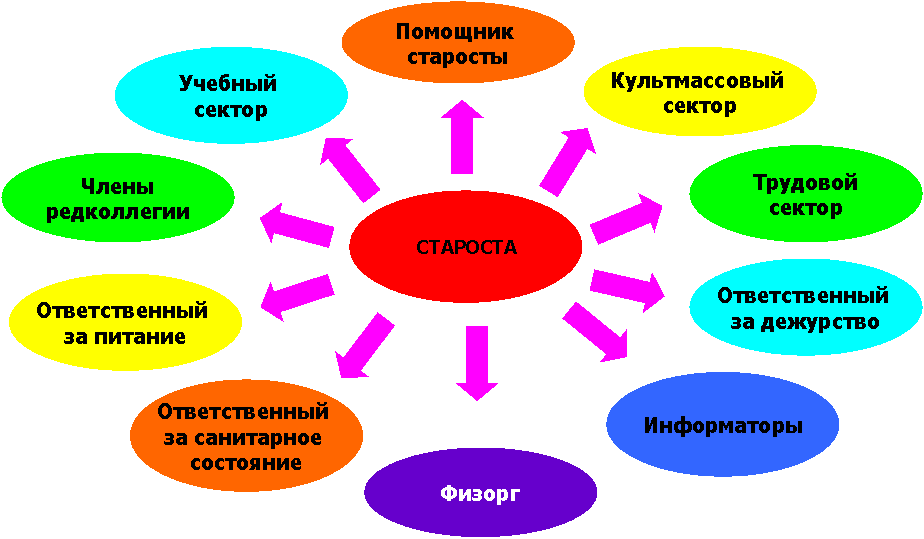 Помощник
старосты
Учебный
сектор
Культмассовый
сектор
Члены
редколлегии
Трудовой
сектор
СТАРОСТА
Ответственный
за питание
Ответственный
за дежурство
Ответственный
за санитарное
состояние
Информаторы
Физорг